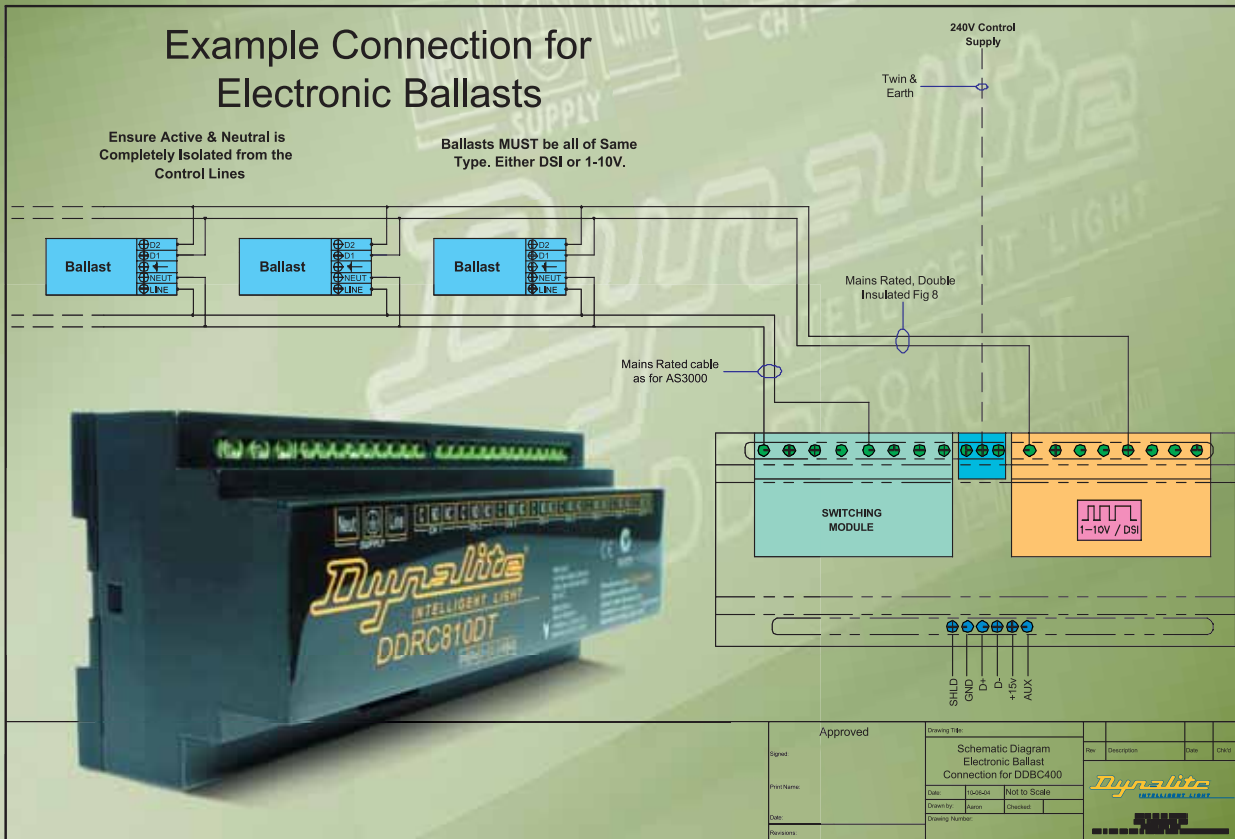 Example Connection for
Electronic Ballasts
Ensure Active & Neutral is
Completely Isolated from the
Control Lines
Ballasts MUST be all of Same
Type. Either DSI or 1-10V.
240V Control
Supply
Twin &
Earth
Ballast
D2
D1
NEUT
LINE
Ballast
D2
D1
NEUT
LINE
Ballast
D2
D1
NEUT
LINE
Mains Rated, Double
Insulated Fig 8
Mains Rated cable
as for AS3000
SWITCHING
MODULE
1-10V / DSI
SHLD
GND
D+
D-
+15v
AUX
Neut
Line
SUPPLY
Dynalite
INTELLIGENT LIGHT
DDRC810DT
Approved
Signed:
Print Name:
Date:
Revisions:
Drawing Title:
Schematic Diagram
Electronic Ballast
Connection for DDBC400
Date:
Not to Scale
Drawn by:
Aaron
Checked:
Drawing Number:
Rev
Description
Date
Chk'd
Dynalite
INTELLIGENT LIGHT